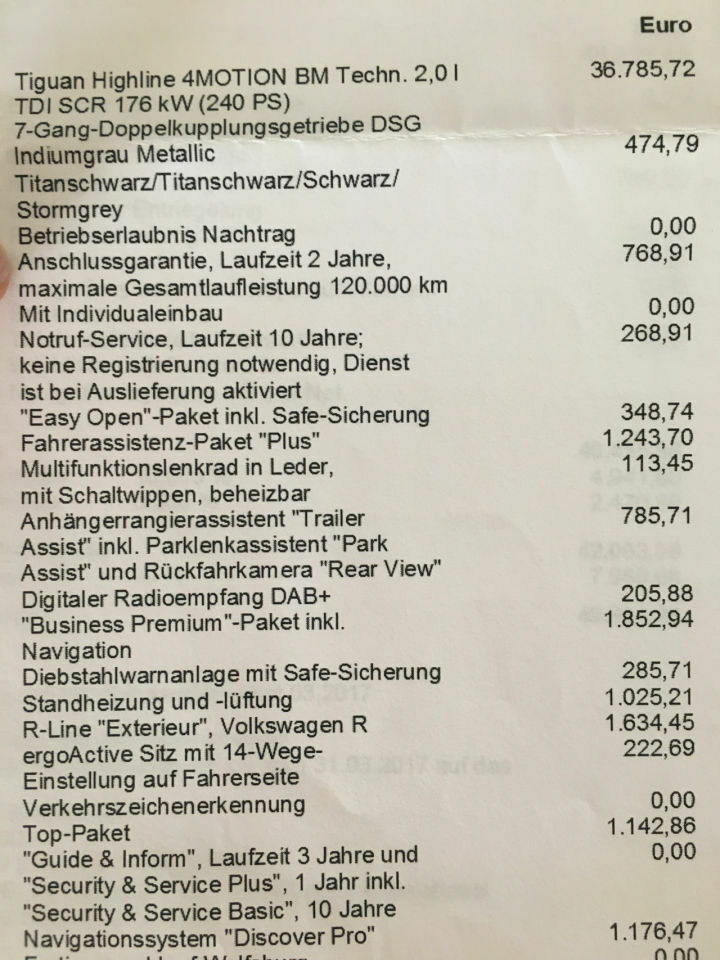 Euro
Tiguan Highline 4MOTION BM Techn. 2,0 l 36.785,72
TDI SCR 176 kW (240 PS)
7-Gang-Doppelkupplungsgetriebe DSG
Indiumgrau Metallic 474,79
Titanschwarz/Titanschwarz/Schwarz/
Stormgrey
Betriebserlaubnis Nachtrag 0,00
Anschlussgarantie, Laufzeit 2 Jahre, 768,91
maximale Gesamtlaufleistung 120.000 km
Mit Individualeinbau 0,00
Notruf-Service, Laufzeit 10 Jahre; 268,91
keine Registrierung notwendig, Dienst
ist bei Auslieferung aktiviert
"Easy Open"-Paket inkl. Safe-Sicherung 348,74
Fahrerassistenz-Paket "Plus" 1.243,70
Multifunktionslenkrad in Leder, 113,45
mit Schaltwippen, beheizbar
Anhängerrangierassistent "Trailer 785,71
Assist" inkl. Parklenkassistent "Park
Assist" und Rückfahrkamera "Rear View"
Digitaler Radioempfang DAB+ 205,88
"Business Premium"-Paket inkl. 1.852,94
Navigation
Diebstahlwarnanlage mit Safe-Sicherung 285,71
Standheizung und -lüftung 1.025,21
R-Line "Exterieur", Volkswagen R 1.634,45
ergoActive Sitz mit 14-Wege- 222,69
Einstellung auf Fahrerseite
Verkehrszeichenerkennung 0,00
Top-Paket 1.142,86
"Guide & Inform", Laufzeit 3 Jahre und 0,00
"Security & Service Plus", 1 Jahr inkl.
"Security & Service Basic", 10 Jahre
Navigationssystem "Discover Pro" 1.176,47
0,00